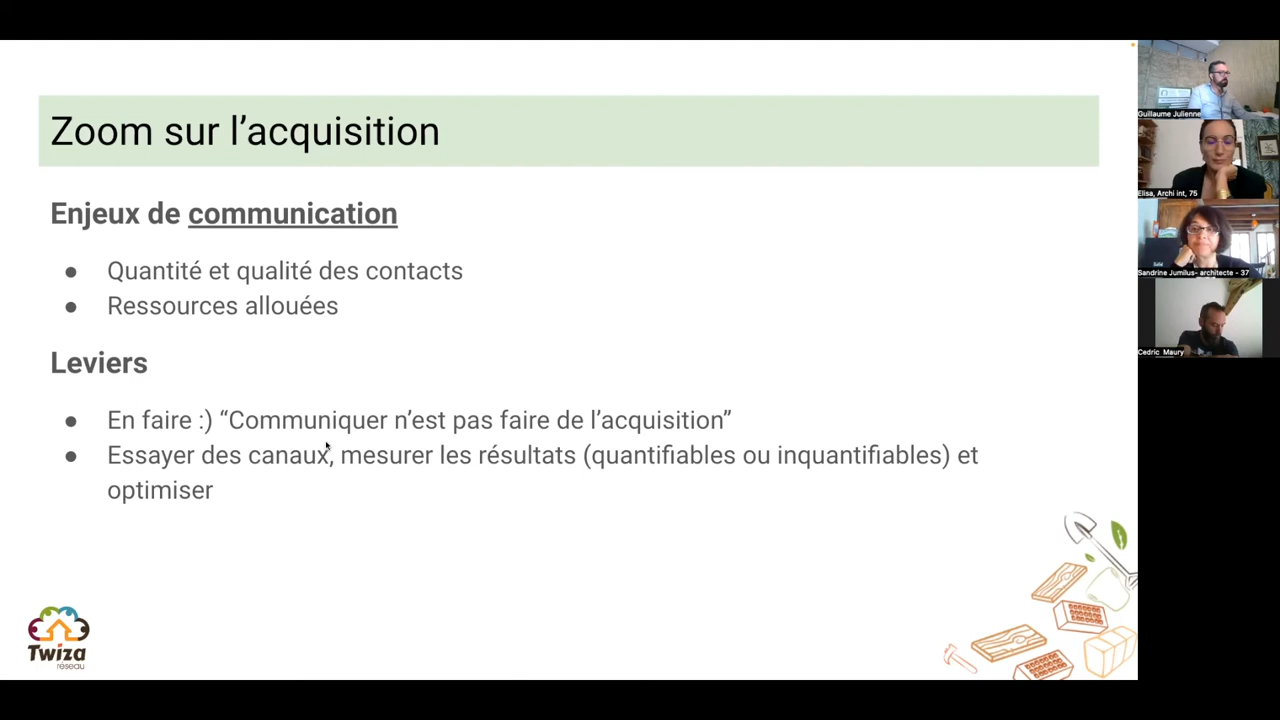 Zoom sur l’acquisition
Enjeux de communication
● Quantité et qualité des contacts
● Ressources allouées
Leviers
● En faire :) “Communiquer n’est pas faire de l’acquisition”
● Essayer des canaux, mesurer les résultats (quantifiables ou inquantifiables) et
optimiser
Twiza
réseau
Guillaume Julienne
Elisa, Archi int, 75
Sandrine Jumilus- architecte - 37
Cedric Maury